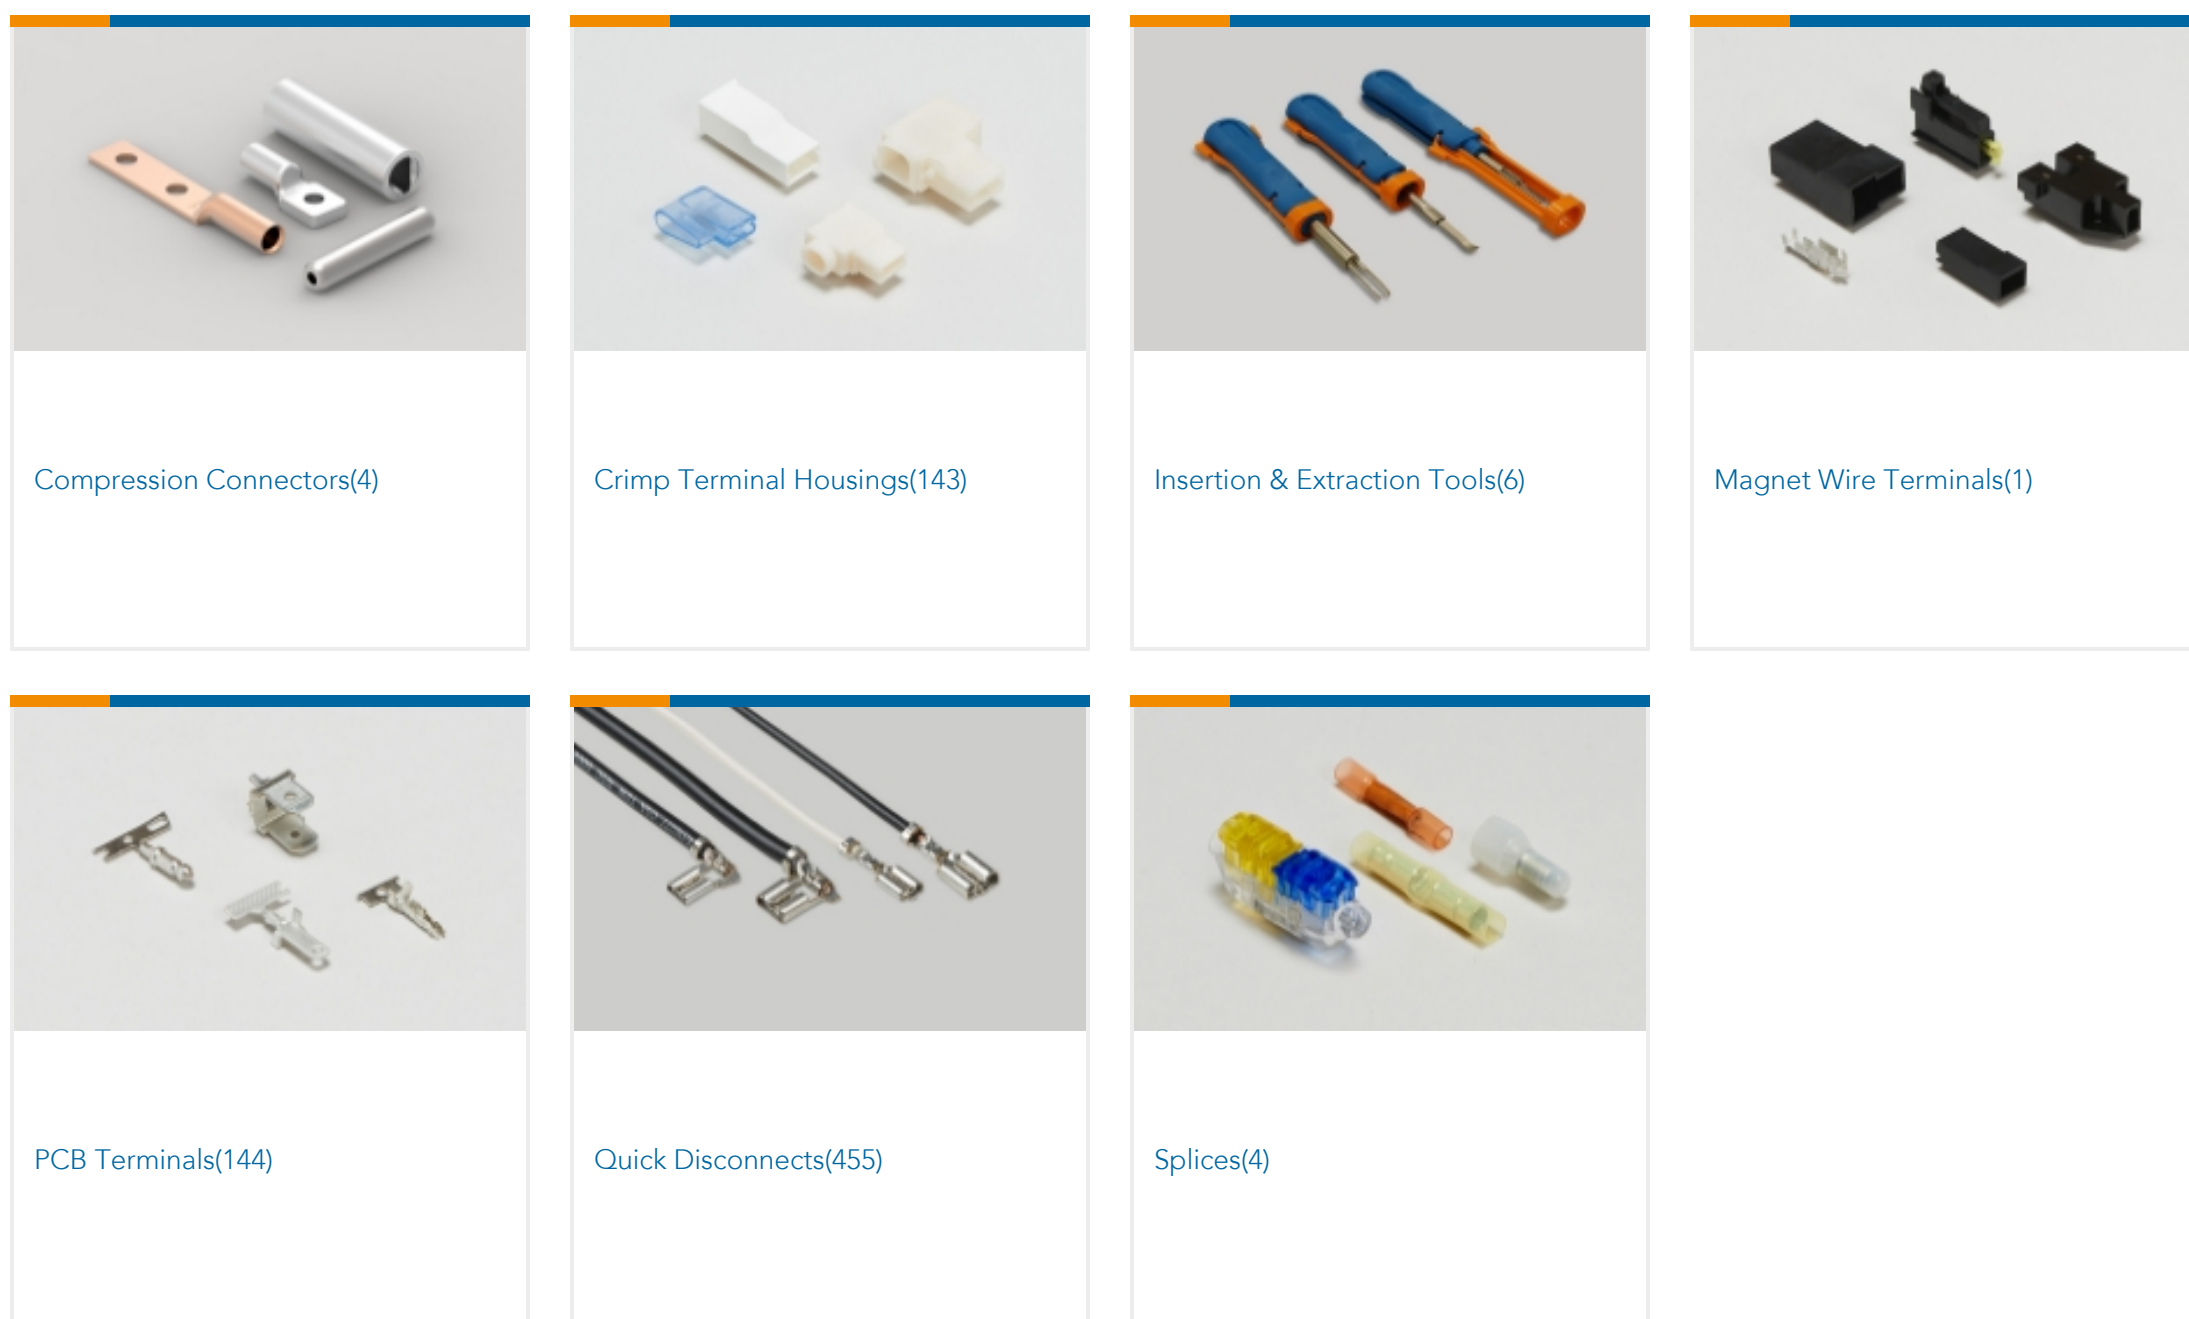 Compression Connectors(4)
Crimp Terminal Housings(143)
Insertion & Extraction Tools(6)
Magnet Wire Terminals(1)
PCB Terminals(144)
Quick Disconnects(455)
Splices(4)